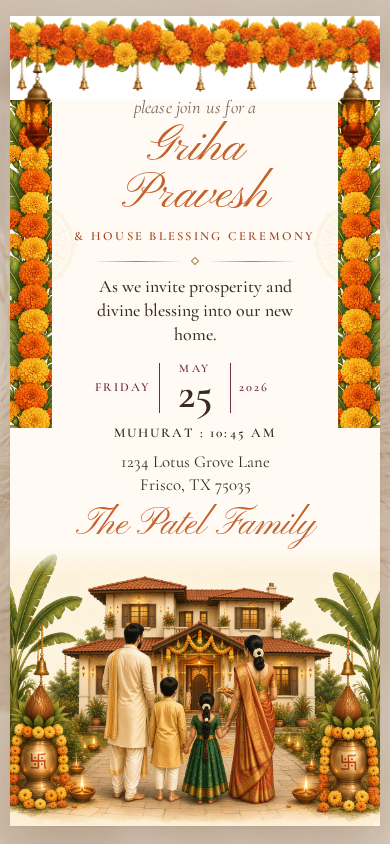 please join us for a
Griha
Pravesh
& HOUSE BLESSING CEREMONY
As we invite prosperity and
divine blessing into our new
home.
MAY
FRIDAY 25 2026
MUHURAT : 10:45 AM
1234 Lotus Grove Lane
Frisco, TX 75035
The Patel Family